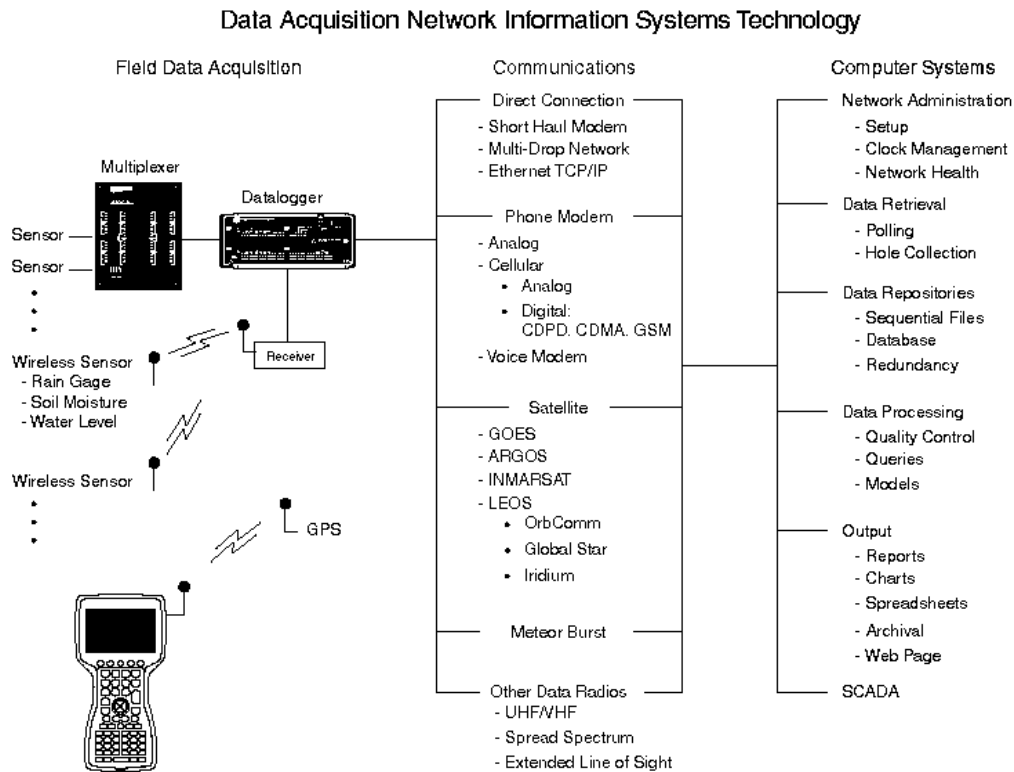 Data Acquisition Network Information Systems Technology
Field Data Acquisition
Multiplexer
Datalogger
Sensor
Sensor
Receiver
Wireless Sensor
- Rain Gage
- Soil Moisture
- Water Level
Wireless Sensor
GPS
Communications
Direct Connection
- Short Haul Modem
- Multi-Drop Network
- Ethernet TCP/IP
Phone Modem
- Analog
- Cellular
• Analog
• Digital:
CDPD. CDMA. GSM
- Voice Modem
Satellite
- GOES
- ARGOS
- INMARSAT
- LEOS
• OrbComm
• Global Star
• Iridium
Meteor Burst
Other Data Radios
- UHF/VHF
- Spread Spectrum
- Extended Line of Sight
Computer Systems
Network Administration
- Setup
- Clock Management
- Network Health
Data Retrieval
- Polling
- Hole Collection
Data Repositories
- Sequential Files
- Database
- Redundancy
Data Processing
- Quality Control
- Queries
- Models
Output
- Reports
- Charts
- Spreadsheets
- Archival
- Web Page
SCADA